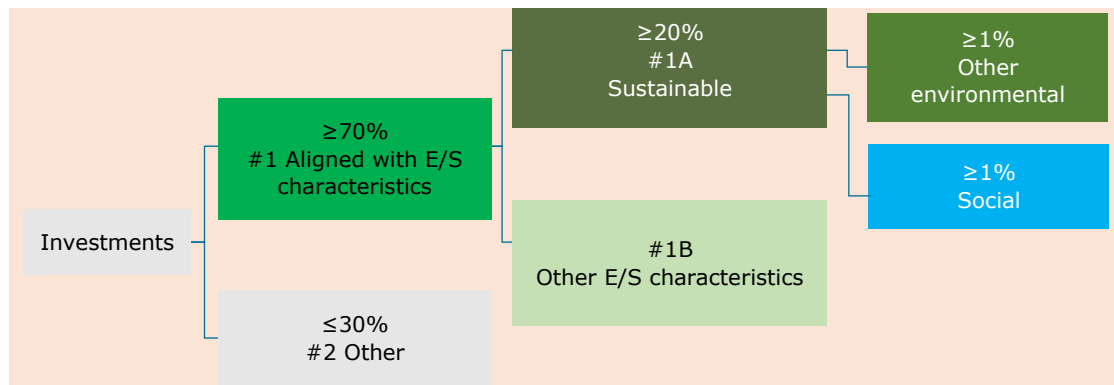 Investments
≥70%
#1 Aligned with E/S
characteristics
≤30%
#2 Other
≥20%
#1A
Sustainable
#1B
Other E/S characteristics
≥1%
Other
environmental
≥1%
Social